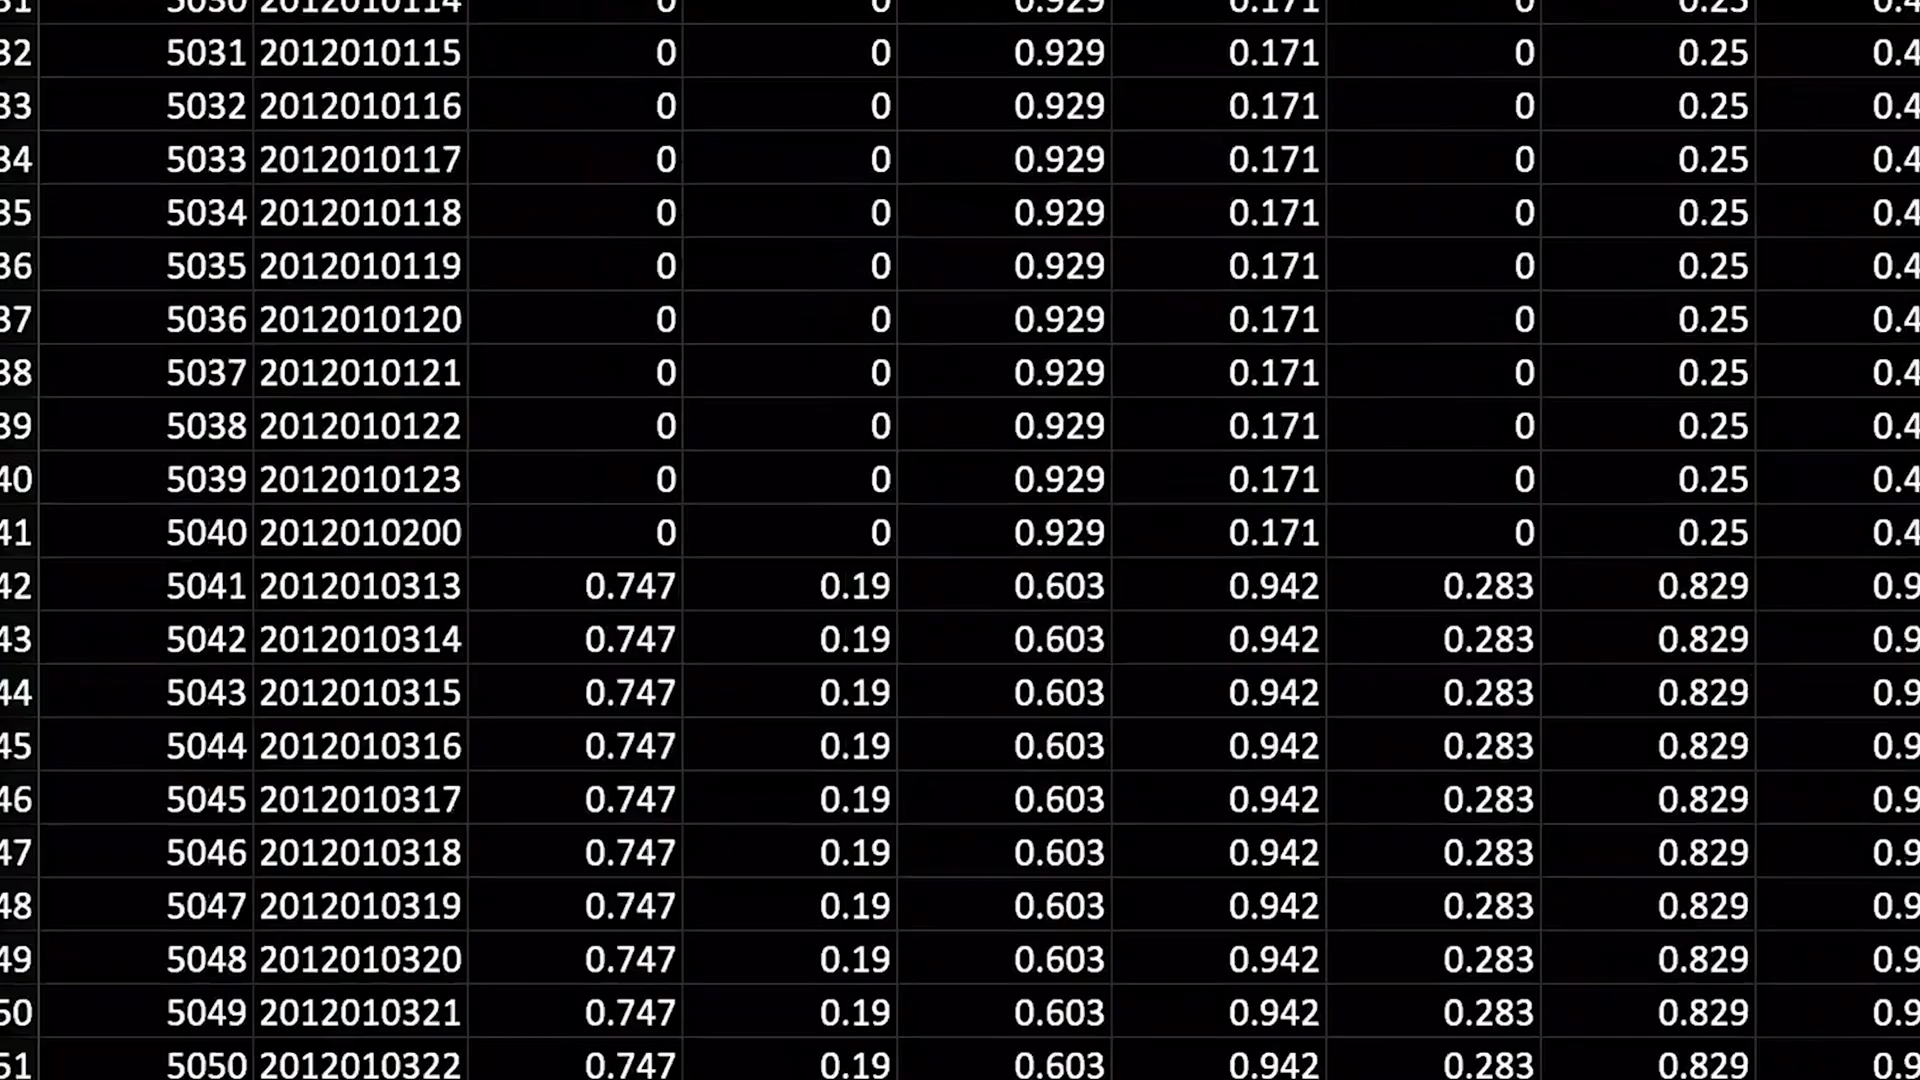 31 5030 2012010114 0 0 0.929 0.171 0 0.25 0.4
32 5031 2012010115 0 0 0.929 0.171 0 0.25 0.4
33 5032 2012010116 0 0 0.929 0.171 0 0.25 0.4
34 5033 2012010117 0 0 0.929 0.171 0 0.25 0.4
35 5034 2012010118 0 0 0.929 0.171 0 0.25 0.4
36 5035 2012010119 0 0 0.929 0.171 0 0.25 0.4
37 5036 2012010120 0 0 0.929 0.171 0 0.25 0.4
38 5037 2012010121 0 0 0.929 0.171 0 0.25 0.4
39 5038 2012010122 0 0 0.929 0.171 0 0.25 0.4
40 5039 2012010123 0 0 0.929 0.171 0 0.25 0.4
41 5040 2012010200 0 0 0.929 0.171 0 0.25 0.4
42 5041 2012010313 0.747 0.19 0.603 0.942 0.283 0.829 0.9
43 5042 2012010314 0.747 0.19 0.603 0.942 0.283 0.829 0.9
44 5043 2012010315 0.747 0.19 0.603 0.942 0.283 0.829 0.9
45 5044 2012010316 0.747 0.19 0.603 0.942 0.283 0.829 0.9
46 5045 2012010317 0.747 0.19 0.603 0.942 0.283 0.829 0.9
47 5046 2012010318 0.747 0.19 0.603 0.942 0.283 0.829 0.9
48 5047 2012010319 0.747 0.19 0.603 0.942 0.283 0.829 0.9
49 5048 2012010320 0.747 0.19 0.603 0.942 0.283 0.829 0.9
50 5049 2012010321 0.747 0.19 0.603 0.942 0.283 0.829 0.9
51 5050 2012010322 0.747 0.19 0.603 0.942 0.283 0.829 0.9